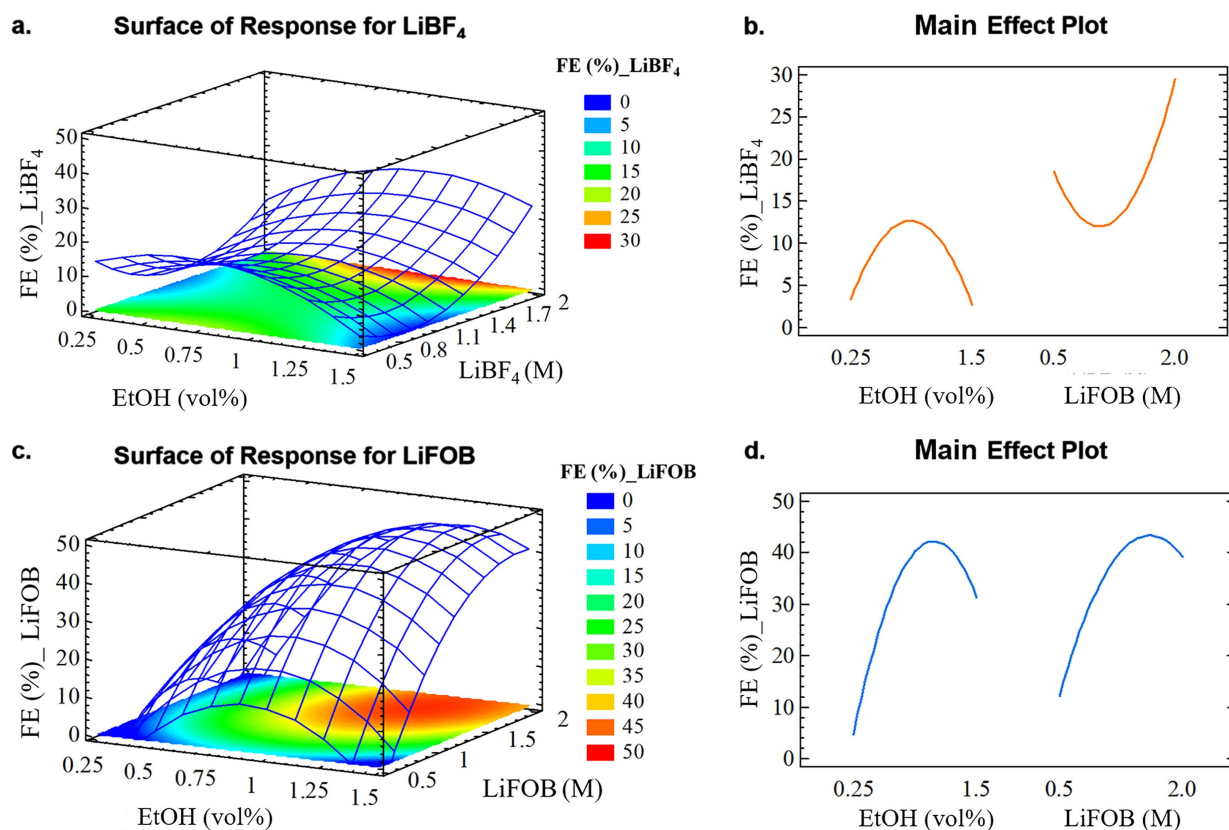 a. Surface of Response for LiBF₄
FE (%)_LiBF₄
0
5
10
15
20
25
30
FE (%)_LiBF₄
50
40
30
20
10
0
0.25 0.5 0.75 1 1.25 1.5
EtOH (vol%)
0.5 0.8 1.1 1.4 1.7 2
LiBF₄ (M)
b. Main Effect Plot
FE (%)_LiBF₄
30
25
20
15
10
5
0
0.25 1.5 0.5 2.0
EtOH (vol%) LiFOB (M)
c. Surface of Response for LiFOB
FE (%)_LiFOB
0
5
10
15
20
25
30
35
40
45
50
FE (%)_LiFOB
50
40
30
20
10
0
0.25 0.5 0.75 1 1.25 1.5
EtOH (vol%)
0.5 1 1.5 2
LiFOB (M)
d. Main Effect Plot
FE (%)_LiFOB
50
40
30
20
10
0
0.25 1.5 0.5 2.0
EtOH (vol%) LiFOB (M)